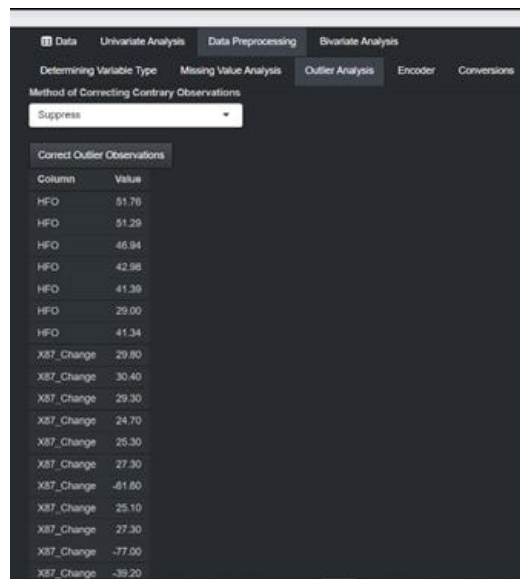 Data Univariate Analysis Data Preprocessing Bivariate Analysis
Determining Variable Type Missing Value Analysis Outlier Analysis Encoder Conversions
Method of Correcting Contrary Observations
Suppress
Correct Outlier Observations
Column Value
HFO 51.76
HFO 51.29
HFO 46.94
HFO 42.98
HFO 41.39
HFO 29.00
HFO 41.34
X87_Change 29.80
X87_Change 30.40
X87_Change 29.30
X87_Change 24.70
X87_Change 25.30
X87_Change 27.30
X87_Change -61.60
X87_Change 25.10
X87_Change 27.30
X87_Change -77.00
X87_Change -39.20